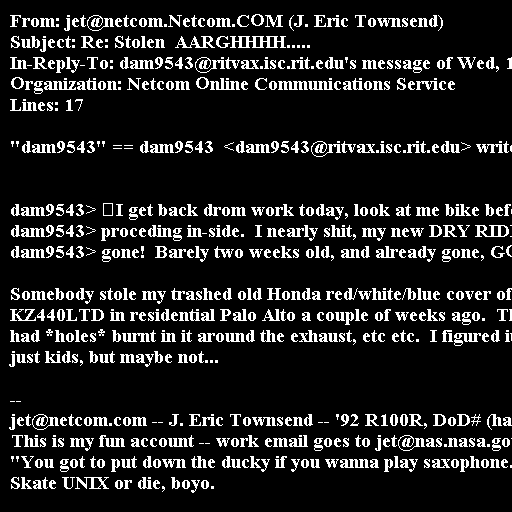 From: jet@netcom.Netcom.COM (J. Eric Townsend)
Subject: Re: Stolen  AARGHHHH.....
In-Reply-To: dam9543@ritvax.isc.rit.edu's message of Wed, 1
Organization: Netcom Online Communications Service
Lines: 17
"dam9543" == dam9543  <dam9543@ritvax.isc.rit.edu> write
dam9543> I get back drom work today, look at me bike bef
dam9543> proceding in-side.  I nearly shit, my new DRY RID
dam9543> gone!  Barely two weeks old, and already gone,
Somebody stole my trashed old Honda red/white/blue cover of
KZ440LTD in residential Palo Alto a couple of weeks ago.
had *holes* burnt in it around the exhaust, etc etc.  I figured
just kids, but maybe not...
--
jet@netcom.com -- J. Eric Townsend -- '92 R100R, DoD# (ha
This is my fun account -- work email goes to jet@nas.nasa.go
"You got to put down the ducky if you wanna play saxophone.
Skate UNIX or die, boyo.